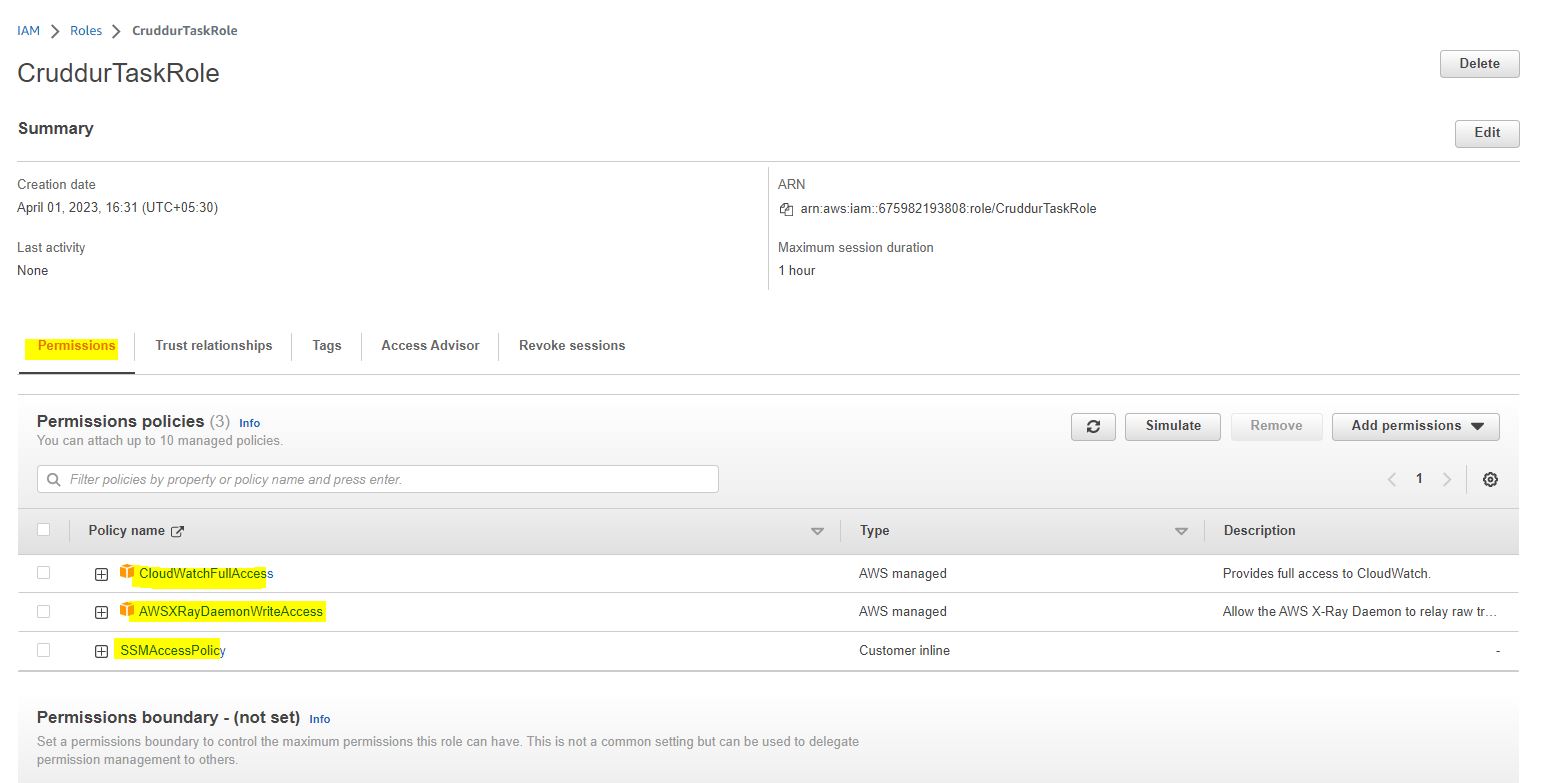 IAM > Roles > CruddurTaskRole
CruddurTaskRole
Delete
Summary
Edit
Creation date
April 01, 2023, 16:31 (UTC+05:30)
ARN
arn:aws:iam::675982193808:role/CruddurTaskRole
Last activity
None
Maximum session duration
1 hour
Permissions Trust relationships Tags Access Advisor Revoke sessions
Permissions policies (3) Info
You can attach up to 10 managed policies.
Simulate Remove Add permissions
Filter policies by property or policy name and press enter.
1
Policy name Type Description
CloudWatchFullAccess AWS managed Provides full access to CloudWatch.
AWSXRayDaemonWriteAccess AWS managed Allow the AWS X-Ray Daemon to relay raw tr...
SSMAccessPolicy Customer inline -
Permissions boundary - (not set) Info
Set a permissions boundary to control the maximum permissions this role can have. This is not a common setting but can be used to delegate
permission management to others.